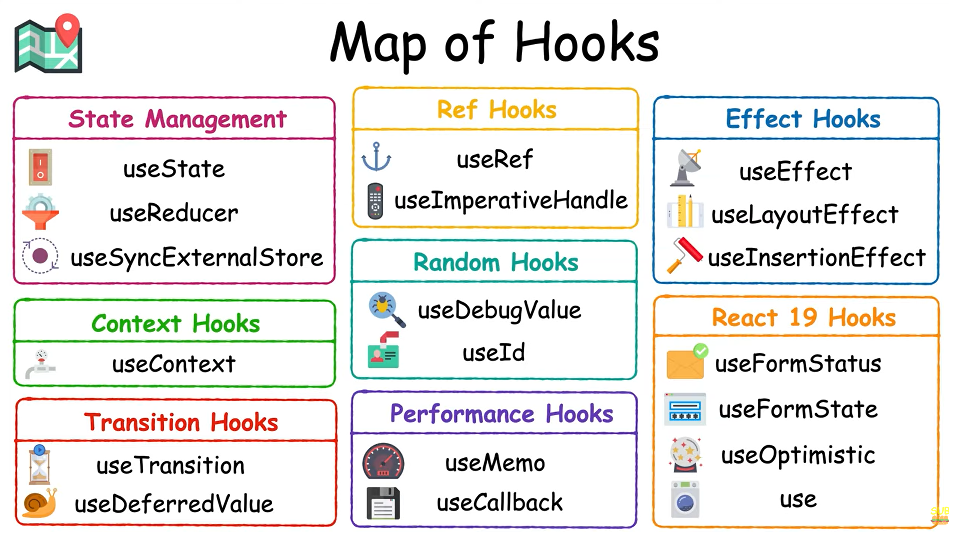 Map of Hooks
State Management
useState
useReducer
useSyncExternalStore
Context Hooks
useContext
Transition Hooks
useTransition
useDeferredValue
Ref Hooks
useRef
useImperativeHandle
Random Hooks
useDebugValue
useId
Performance Hooks
useMemo
useCallback
Effect Hooks
useEffect
useLayoutEffect
useInsertionEffect
React 19 Hooks
useFormStatus
useFormState
useOptimistic
use